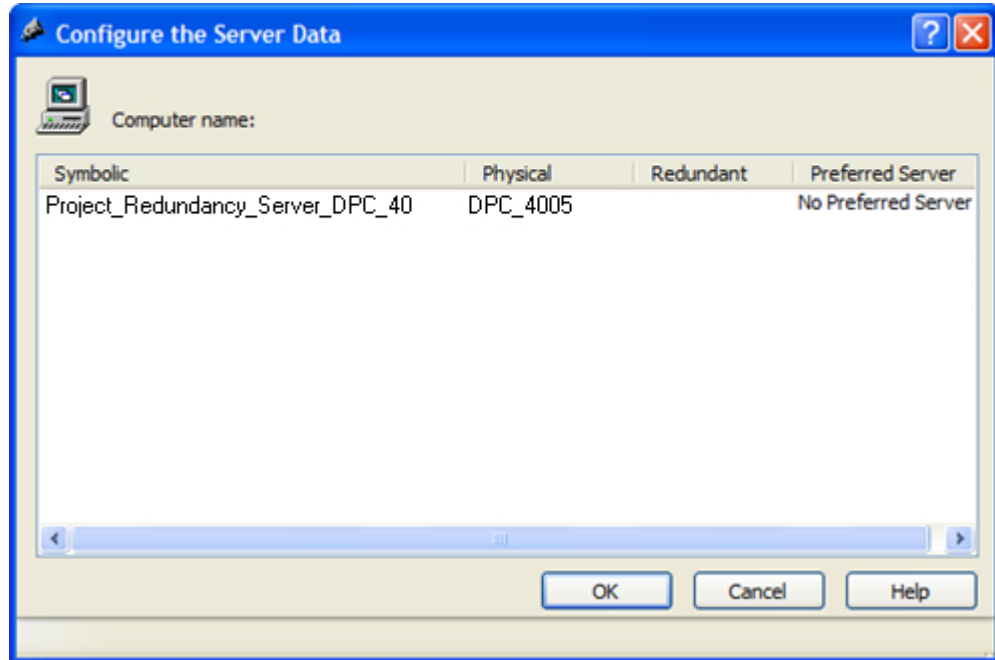 Configure the Server Data
Computer name:
Symbolic Physical Redundant Preferred Server
Project_Redundancy_Server_DPC_40 DPC_4005 No Preferred Server
OK Cancel Help